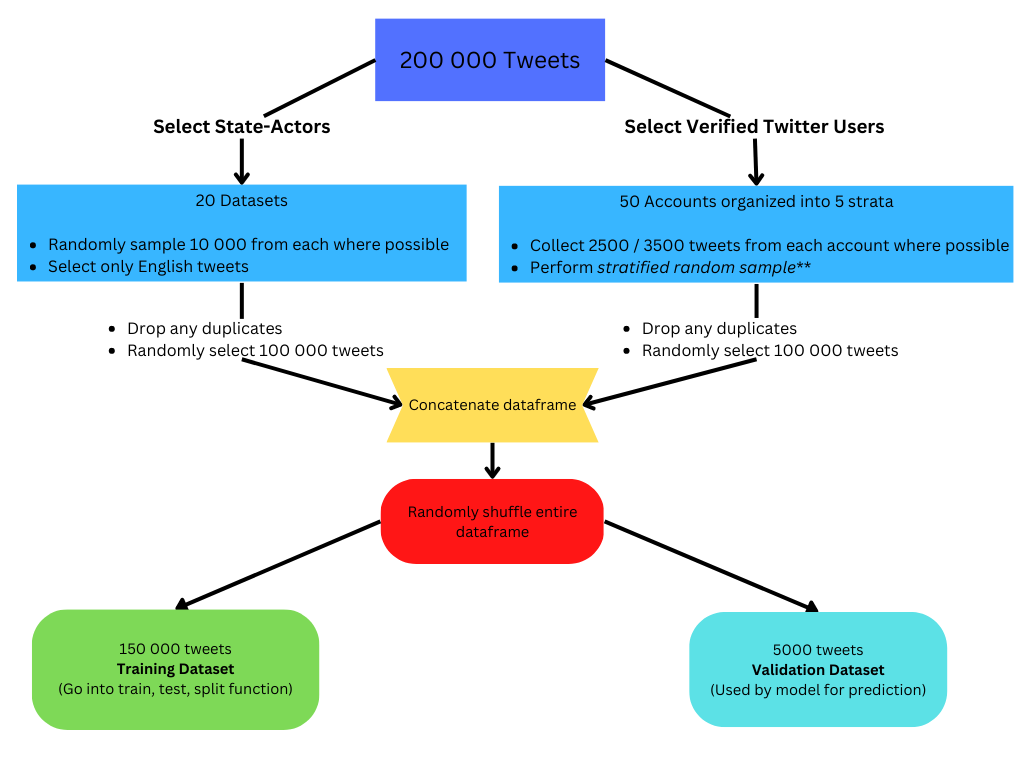 200 000 Tweets
Select State-Actors
Select Verified Twitter Users
20 Datasets
• Randomly sample 10 000 from each where possible
• Select only English tweets
50 Accounts organized into 5 strata
• Collect 2500 / 3500 tweets from each account where possible
• Perform stratified random sample**
• Drop any duplicates
• Randomly select 100 000 tweets
• Drop any duplicates
• Randomly select 100 000 tweets
Concatenate dataframe
Randomly shuffle entire
dataframe
150 000 tweets
Training Dataset
(Go into train, test, split function)
5000 tweets
Validation Dataset
(Used by model for prediction)